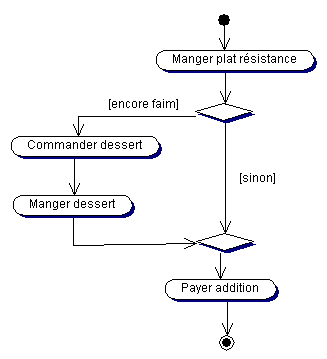 Manger plat résistance
[encore faim]
Commander dessert
[sinon]
Manger dessert
Payer addition